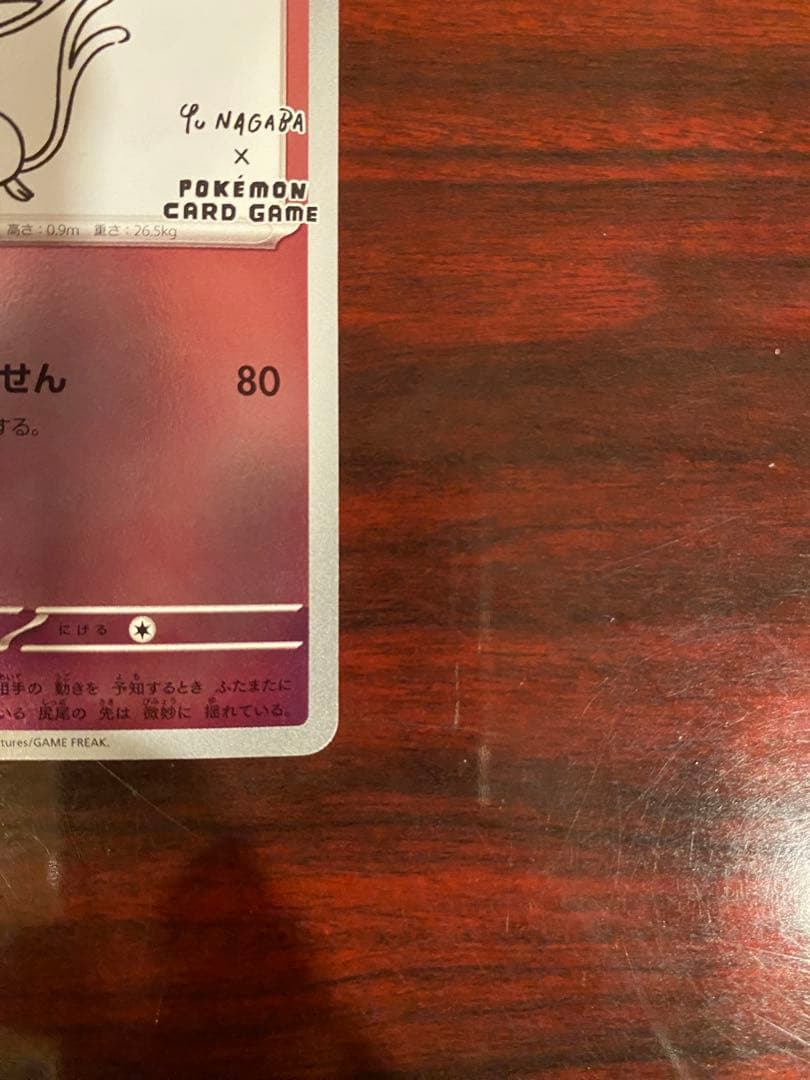 Yu NAGABA
×
POKÉMON
CARD GAME
高さ:0.9m 重さ:26.5kg
せん 80
する。
にげる
相手の 動きを 予知するとき ふたまたに
いる 尻尾の 先は 微妙に 揺れている。
tures/GAME FREAK.